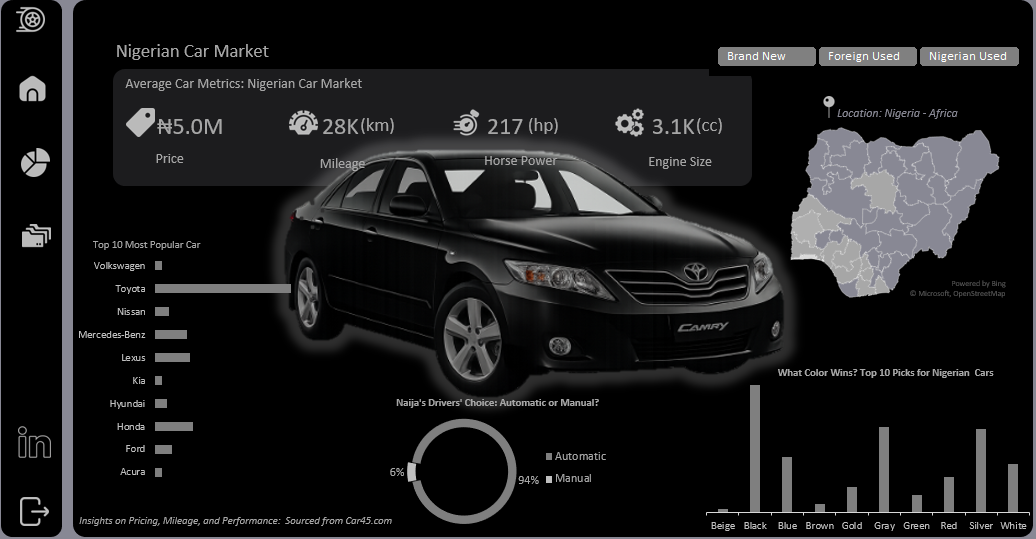 Nigerian Car Market
Brand New
Foreign Used
Nigerian Used
Average Car Metrics: Nigerian Car Market
₦5.0M
28K(km)
217 (hp)
3.1K(cc)
Price
Mileage
Horse Power
Engine Size
Location: Nigeria - Africa
Powered by Bing
© Microsoft, OpenStreetMap
Top 10 Most Popular Car
Volkswagen
Toyota
Nissan
Mercedes-Benz
Lexus
Kia
Hyundai
Honda
Ford
Acura
CAMRY
Naija's Drivers' Choice: Automatic or Manual?
6%
94%
Automatic
Manual
What Color Wins? Top 10 Picks for Nigerian Cars
Beige Black Blue Brown Gold Gray Green Red Silver White
in
Insights on Pricing, Mileage, and Performance: Sourced from Car45.com